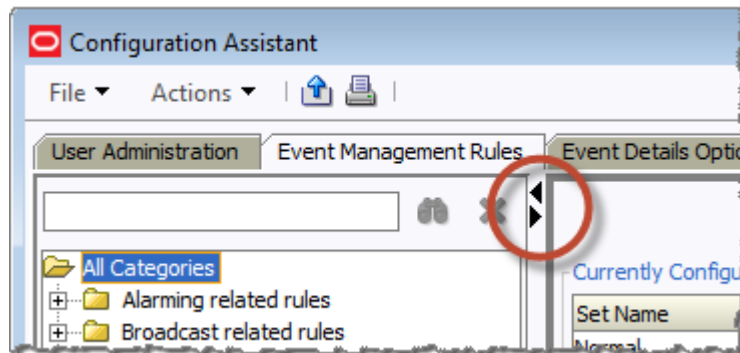 Configuration Assistant
File Actions
User Administration Event Management Rules Event Details Optio
All Categories
Alarming related rules
Broadcast related rules
Currently Configu
Set Name
Normal